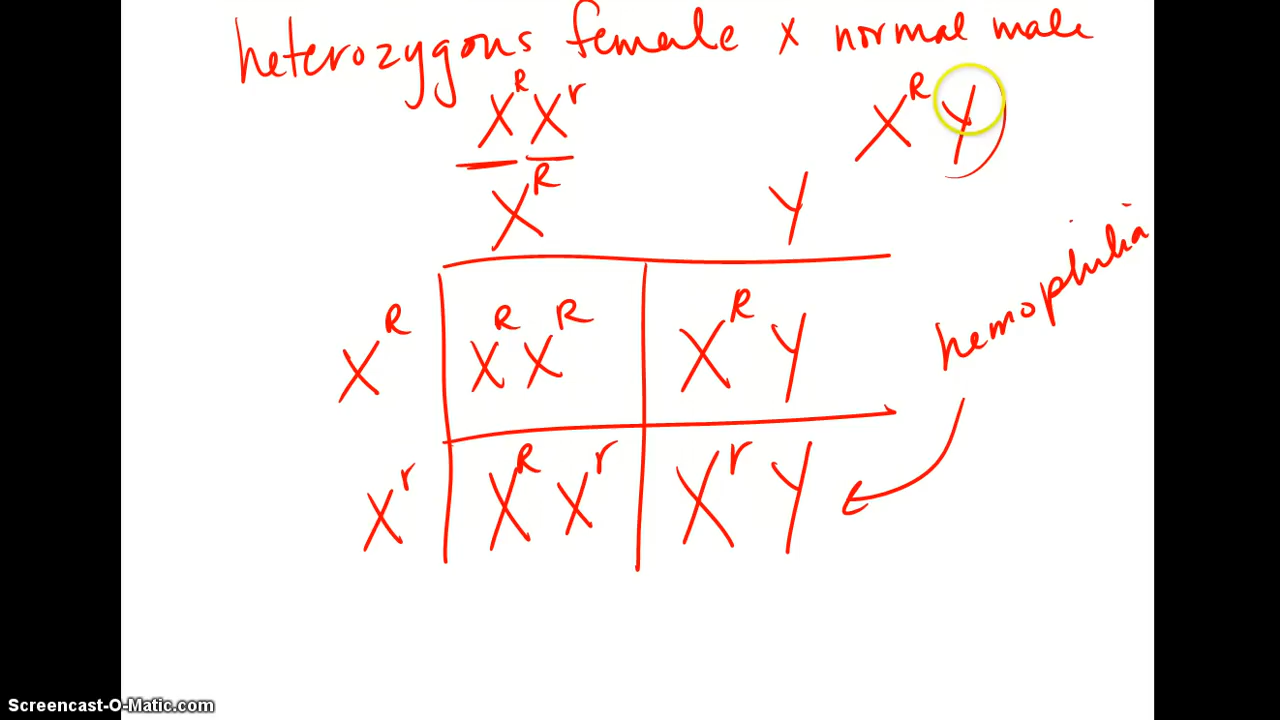 heterozygous female x normal male
X^R X^r X^R Y
X^R Y
hemophilia
X^R X^R X^R X^R Y
X^r X^R X^r X^r Y
Screencast-O-Matic.com